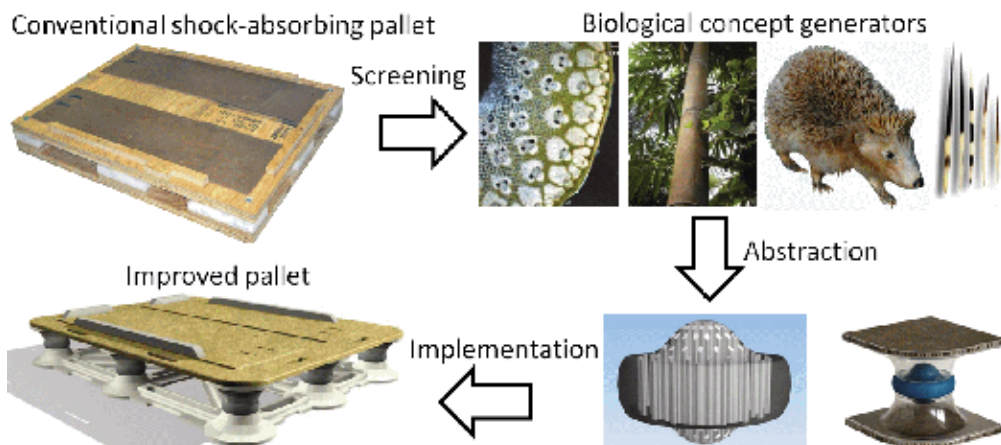 Conventional shock-absorbing pallet
Biological concept generators
Screening
Abstraction
Improved pallet
Implementation